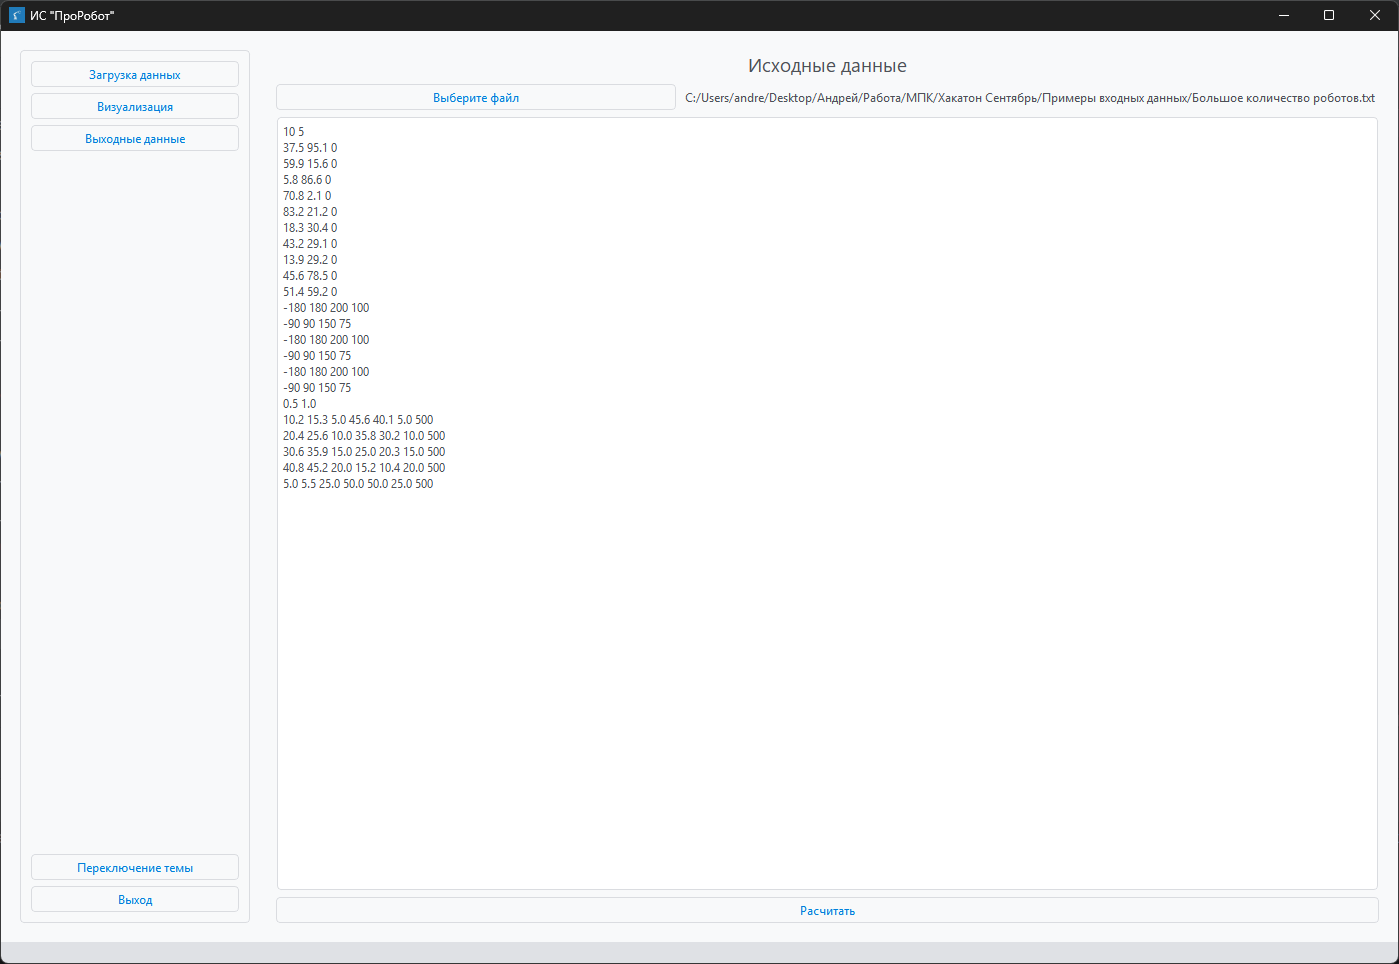 ИС "ПроРобот"
Загрузка данных
Визуализация
Выходные данные
Переключение темы
Выход
Исходные данные
Выберите файл
C:/Users/andre/Desktop/Андрей/Работа/МПК/Хакатон Сентябрь/Примеры входных данных/Большое количество роботов.txt
10 5
37.5 95.1 0
59.9 15.6 0
5.8 86.6 0
70.8 2.1 0
83.2 21.2 0
18.3 30.4 0
43.2 29.1 0
13.9 29.2 0
45.6 78.5 0
51.4 59.2 0
-180 180 200 100
-90 90 150 75
-180 180 200 100
-90 90 150 75
-180 180 200 100
-90 90 150 75
0.5 1.0
10.2 15.3 5.0 45.6 40.1 5.0 500
20.4 25.6 10.0 35.8 30.2 10.0 500
30.6 35.9 15.0 25.0 20.3 15.0 500
40.8 45.2 20.0 15.2 10.4 20.0 500
5.0 5.5 25.0 50.0 50.0 25.0 500
Расчитать